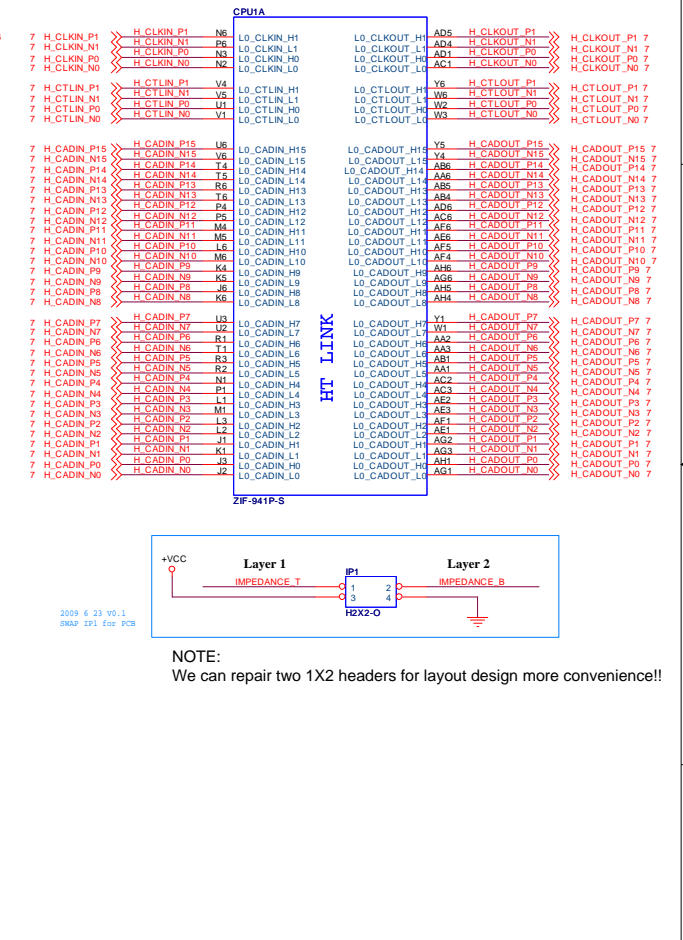 CPU1A
7 H_CLKIN_P1 H_CLKIN_P1 N6 L0_CLKIN_H1 L0_CLKOUT_H1 AD5 H_CLKOUT_P1 H_CLKOUT_P1 7
7 H_CLKIN_N1 H_CLKIN_N1 P6 L0_CLKIN_L1 L0_CLKOUT_L1 AD4 H_CLKOUT_N1 H_CLKOUT_N1 7
7 H_CLKIN_P0 H_CLKIN_P0 N3 L0_CLKIN_H0 L0_CLKOUT_H0 AD1 H_CLKOUT_P0 H_CLKOUT_P0 7
7 H_CLKIN_N0 H_CLKIN_N0 N2 L0_CLKIN_L0 L0_CLKOUT_L0 AC1 H_CLKOUT_N0 H_CLKOUT_N0 7
7 H_CTLIN_P1 H_CTLIN_P1 V4 L0_CTLIN_H1 L0_CTLOUT_H1 Y6 H_CTLOUT_P1 H_CTLOUT_P1 7
7 H_CTLIN_N1 H_CTLIN_N1 V5 L0_CTLIN_L1 L0_CTLOUT_L1 W6 H_CTLOUT_N1 H_CTLOUT_N1 7
7 H_CTLIN_P0 H_CTLIN_P0 U1 L0_CTLIN_H0 L0_CTLOUT_H0 W2 H_CTLOUT_P0 H_CTLOUT_P0 7
7 H_CTLIN_N0 H_CTLIN_N0 V1 L0_CTLIN_L0 L0_CTLOUT_L0 W3 H_CTLOUT_N0 H_CTLOUT_N0 7
7 H_CADIN_P15 H_CADIN_P15 U6 L0_CADIN_H15 L0_CADOUT_H15 Y5 H_CADOUT_P15 H_CADOUT_P15 7
7 H_CADIN_N15 H_CADIN_N15 V6 L0_CADIN_L15 L0_CADOUT_L15 Y4 H_CADOUT_N15 H_CADOUT_N15 7
7 H_CADIN_P14 H_CADIN_P14 T4 L0_CADIN_H14 L0_CADOUT_H14 AB6 H_CADOUT_P14 H_CADOUT_P14 7
7 H_CADIN_N14 H_CADIN_N14 T5 L0_CADIN_L14 L0_CADOUT_L14 AA6 H_CADOUT_N14 H_CADOUT_N14 7
7 H_CADIN_P13 H_CADIN_P13 R6 L0_CADIN_H13 L0_CADOUT_H13 AB5 H_CADOUT_P13 H_CADOUT_P13 7
7 H_CADIN_N13 H_CADIN_N13 T6 L0_CADIN_L13 L0_CADOUT_L13 AB4 H_CADOUT_N13 H_CADOUT_N13 7
7 H_CADIN_P12 H_CADIN_P12 P4 L0_CADIN_H12 L0_CADOUT_H12 AD6 H_CADOUT_P12 H_CADOUT_P12 7
7 H_CADIN_N12 H_CADIN_N12 P5 L0_CADIN_L12 L0_CADOUT_L12 AC6 H_CADOUT_N12 H_CADOUT_N12 7
7 H_CADIN_P11 H_CADIN_P11 M4 L0_CADIN_H11 L0_CADOUT_H11 AF6 H_CADOUT_P11 H_CADOUT_P11 7
7 H_CADIN_N11 H_CADIN_N11 M5 L0_CADIN_L11 L0_CADOUT_L11 AE6 H_CADOUT_N11 H_CADOUT_N11 7
7 H_CADIN_P10 H_CADIN_P10 L6 L0_CADIN_H10 L0_CADOUT_H10 AF5 H_CADOUT_P10 H_CADOUT_P10 7
7 H_CADIN_N10 H_CADIN_N10 M6 L0_CADIN_L10 L0_CADOUT_L10 AF4 H_CADOUT_N10 H_CADOUT_N10 7
7 H_CADIN_P9 H_CADIN_P9 K4 L0_CADIN_H9 L0_CADOUT_H9 AH6 H_CADOUT_P9 H_CADOUT_P9 7
7 H_CADIN_N9 H_CADIN_N9 K5 L0_CADIN_L9 L0_CADOUT_L9 AG6 H_CADOUT_N9 H_CADOUT_N9 7
7 H_CADIN_P8 H_CADIN_P8 J6 L0_CADIN_H8 L0_CADOUT_H8 AH5 H_CADOUT_P8 H_CADOUT_P8 7
7 H_CADIN_N8 H_CADIN_N8 K6 L0_CADIN_L8 L0_CADOUT_L8 AH4 H_CADOUT_N8 H_CADOUT_N8 7
7 H_CADIN_P7 H_CADIN_P7 U3 L0_CADIN_H7 L0_CADOUT_H7 Y1 H_CADOUT_P7 H_CADOUT_P7 7
7 H_CADIN_N7 H_CADIN_N7 U2 L0_CADIN_L7 L0_CADOUT_L7 W1 H_CADOUT_N7 H_CADOUT_N7 7
7 H_CADIN_P6 H_CADIN_P6 R1 L0_CADIN_H6 L0_CADOUT_H6 AA2 H_CADOUT_P6 H_CADOUT_P6 7
7 H_CADIN_N6 H_CADIN_N6 T1 L0_CADIN_L6 L0_CADOUT_L6 AA3 H_CADOUT_N6 H_CADOUT_N6 7
7 H_CADIN_P5 H_CADIN_P5 R3 L0_CADIN_H5 L0_CADOUT_H5 AB1 H_CADOUT_P5 H_CADOUT_P5 7
7 H_CADIN_N5 H_CADIN_N5 R2 L0_CADIN_L5 L0_CADOUT_L5 AA1 H_CADOUT_N5 H_CADOUT_N5 7
7 H_CADIN_P4 H_CADIN_P4 N1 L0_CADIN_H4 L0_CADOUT_H4 AC2 H_CADOUT_P4 H_CADOUT_P4 7
7 H_CADIN_N4 H_CADIN_N4 P1 L0_CADIN_L4 L0_CADOUT_L4 AC3 H_CADOUT_N4 H_CADOUT_N4 7
7 H_CADIN_P3 H_CADIN_P3 L1 L0_CADIN_H3 L0_CADOUT_H3 AE2 H_CADOUT_P3 H_CADOUT_P3 7
7 H_CADIN_N3 H_CADIN_N3 M1 L0_CADIN_L3 L0_CADOUT_L3 AE3 H_CADOUT_N3 H_CADOUT_N3 7
7 H_CADIN_P2 H_CADIN_P2 L3 L0_CADIN_H2 L0_CADOUT_H2 AF1 H_CADOUT_P2 H_CADOUT_P2 7
7 H_CADIN_N2 H_CADIN_N2 L2 L0_CADIN_L2 L0_CADOUT_L2 AE1 H_CADOUT_N2 H_CADOUT_N2 7
7 H_CADIN_P1 H_CADIN_P1 J1 L0_CADIN_H1 L0_CADOUT_H1 AG2 H_CADOUT_P1 H_CADOUT_P1 7
7 H_CADIN_N1 H_CADIN_N1 K1 L0_CADIN_L1 L0_CADOUT_L1 AG3 H_CADOUT_N1 H_CADOUT_N1 7
7 H_CADIN_P0 H_CADIN_P0 J3 L0_CADIN_H0 L0_CADOUT_H0 AH1 H_CADOUT_P0 H_CADOUT_P0 7
7 H_CADIN_N0 H_CADIN_N0 J2 L0_CADIN_L0 L0_CADOUT_L0 AG1 H_CADOUT_N0 H_CADOUT_N0 7
HT LINK
ZIF-941P-S
+VCC Layer 1 Layer 2
IP1
IMPEDANCE_T 1 2 IMPEDANCE_B
3 4
H2X2-O
2009 6 23 V0.1
SWAP IP1 for PCB
NOTE:
We can repair two 1X2 headers for layout design more convenience!!